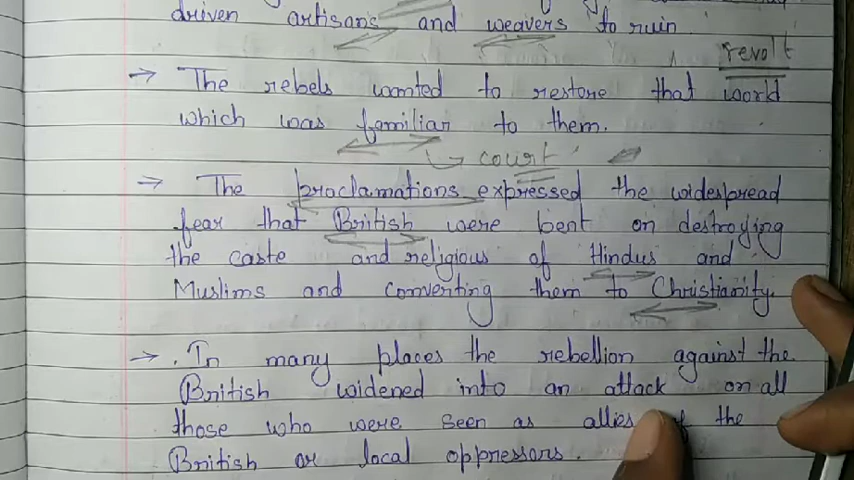 driven artisans and weavers to ruin
revolt
→ The rebels wanted to restore that world
which was familiar to them.
court
→ The proclamations expressed the widespread
fear that British were bent on destroying
the caste and religious of Hindus and
Muslims and converting them to Christianity.
→ In many places the rebellion against the
British widened into an attack on all
those who were seen as allies of the
British or local oppressors.